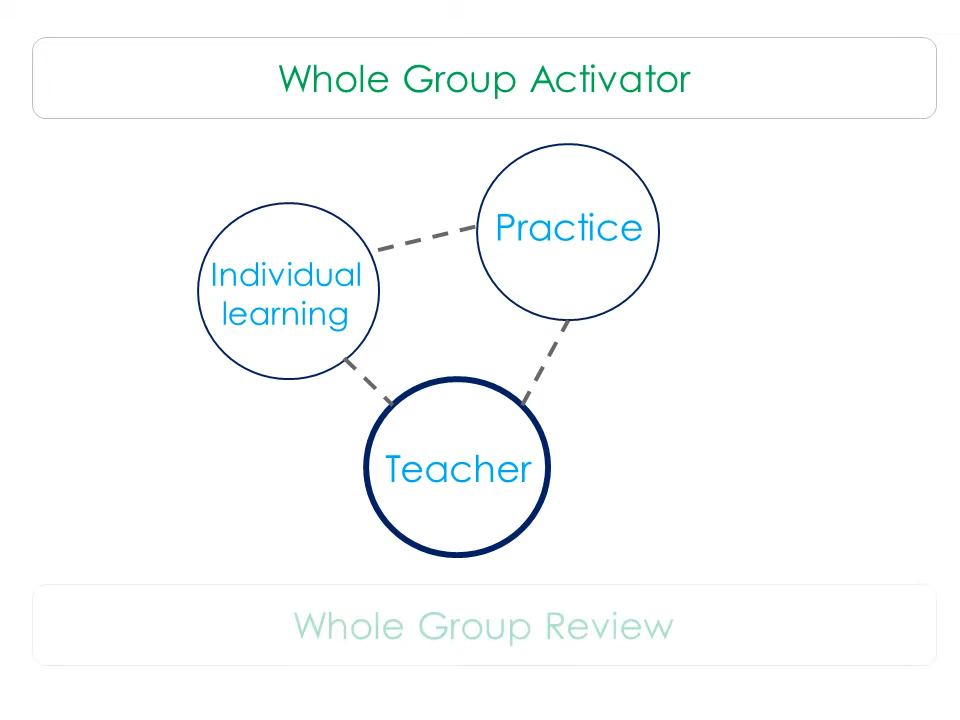 Whole Group Activator
Practice
Individual
learning
Teacher
Whole Group Review